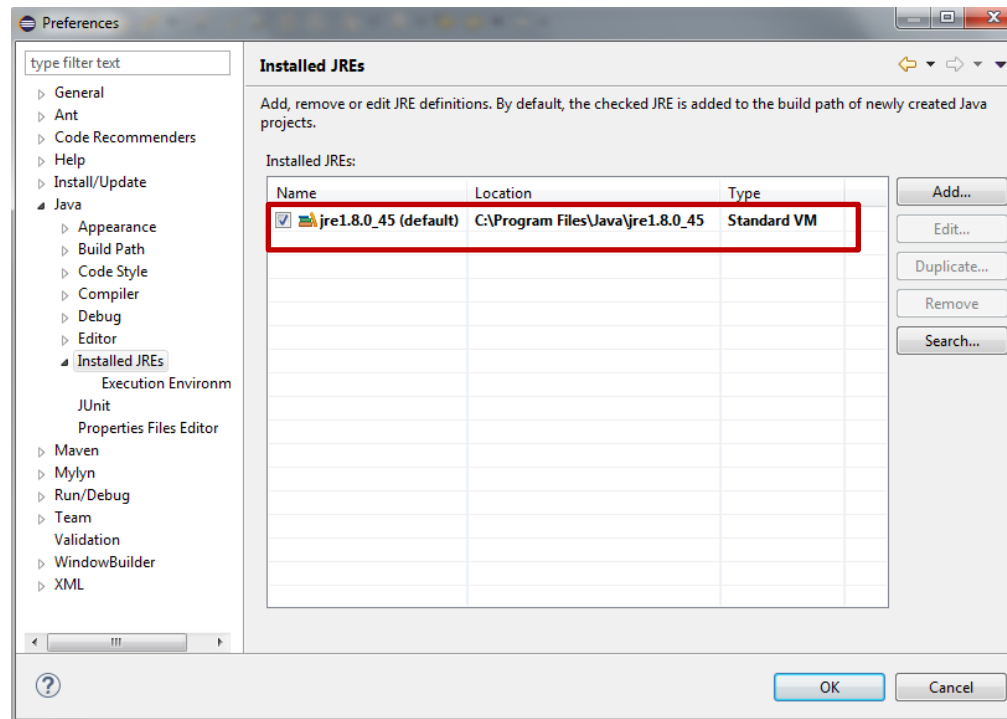 Preferences
type filter text
General
Ant
Code Recommenders
Help
Install/Update
Java
Appearance
Build Path
Code Style
Compiler
Debug
Editor
Installed JREs
Execution Environm
JUnit
Properties Files Editor
Maven
Mylyn
Run/Debug
Team
Validation
WindowBuilder
XML
Installed JREs
Add, remove or edit JRE definitions. By default, the checked JRE is added to the build path of newly created Java
projects.
Installed JREs:
Name Location Type
jre1.8.0_45 (default) C:\Program Files\Java\jre1.8.0_45 Standard VM
Add...
Edit...
Duplicate...
Remove
Search...
OK Cancel